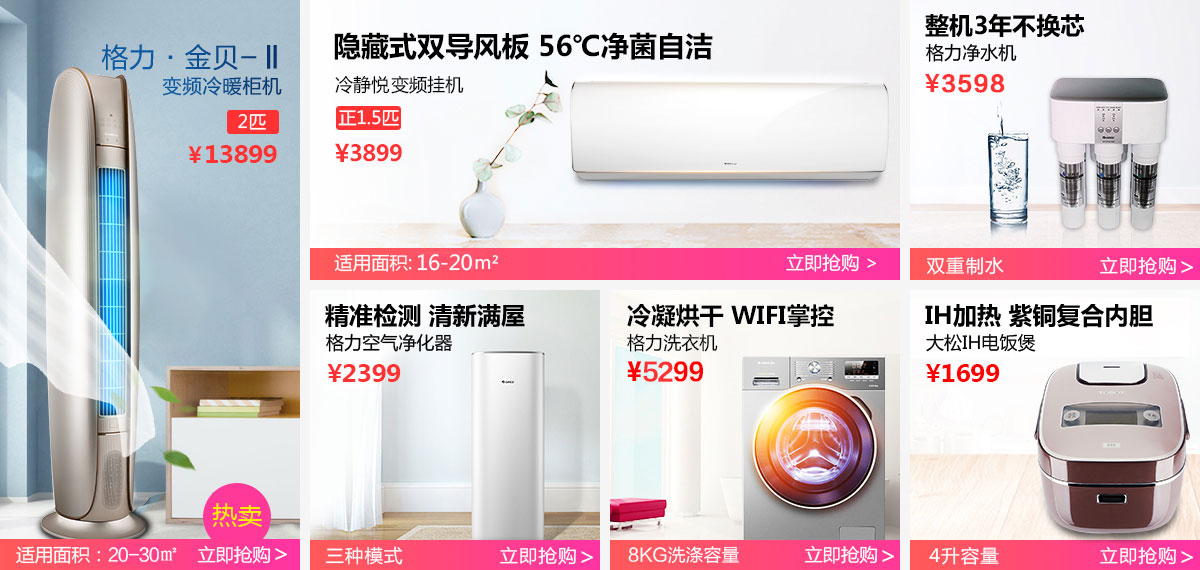 格力·金贝-Ⅱ
变频冷暖柜机
2匹
¥13899
热卖
适用面积：20-30㎡ 立即抢购>
隐藏式双导风板 56℃净菌自洁
冷静悦变频挂机
正1.5匹
¥3899
适用面积: 16-20㎡ 立即抢购 >
整机3年不换芯
格力净水机
¥3598
双重制水 立即抢购>
精准检测 清新满屋
格力空气净化器
¥2399
三种模式 立即抢购>
冷凝烘干 WIFI掌控
格力洗衣机
¥5299
8KG洗涤容量 立即抢购>
IH加热 紫铜复合内胆
大松IH电饭煲
¥1699
4升容量 立即抢购>